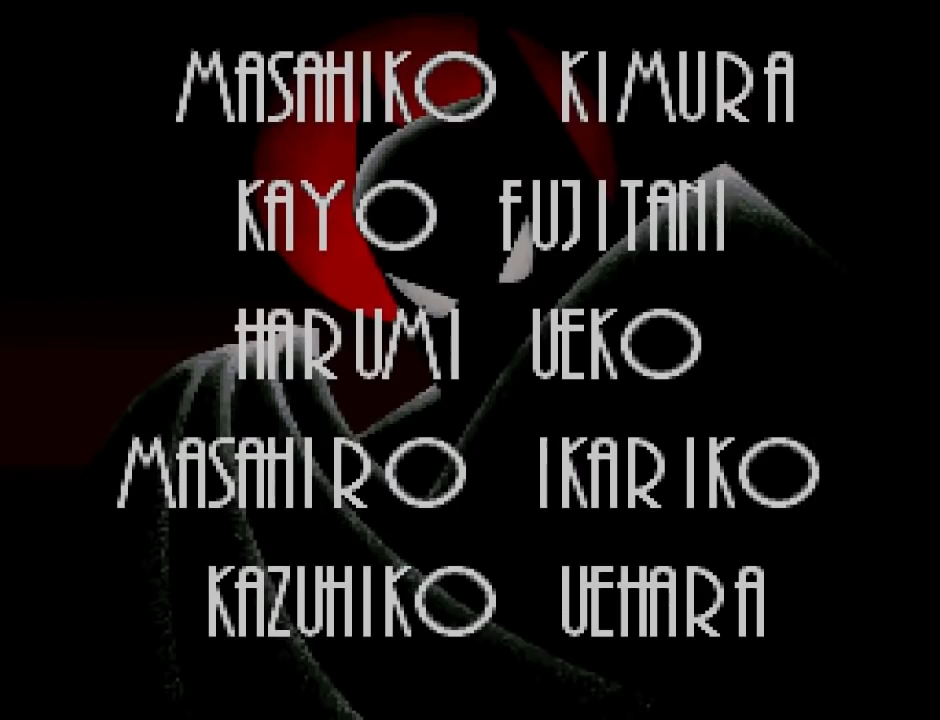 MASAHIKO KIMURA
KAYO FUJITANI
HARUMI UEKO
MASAHIRO IKARIKO
KAZUHIKO UEHARA